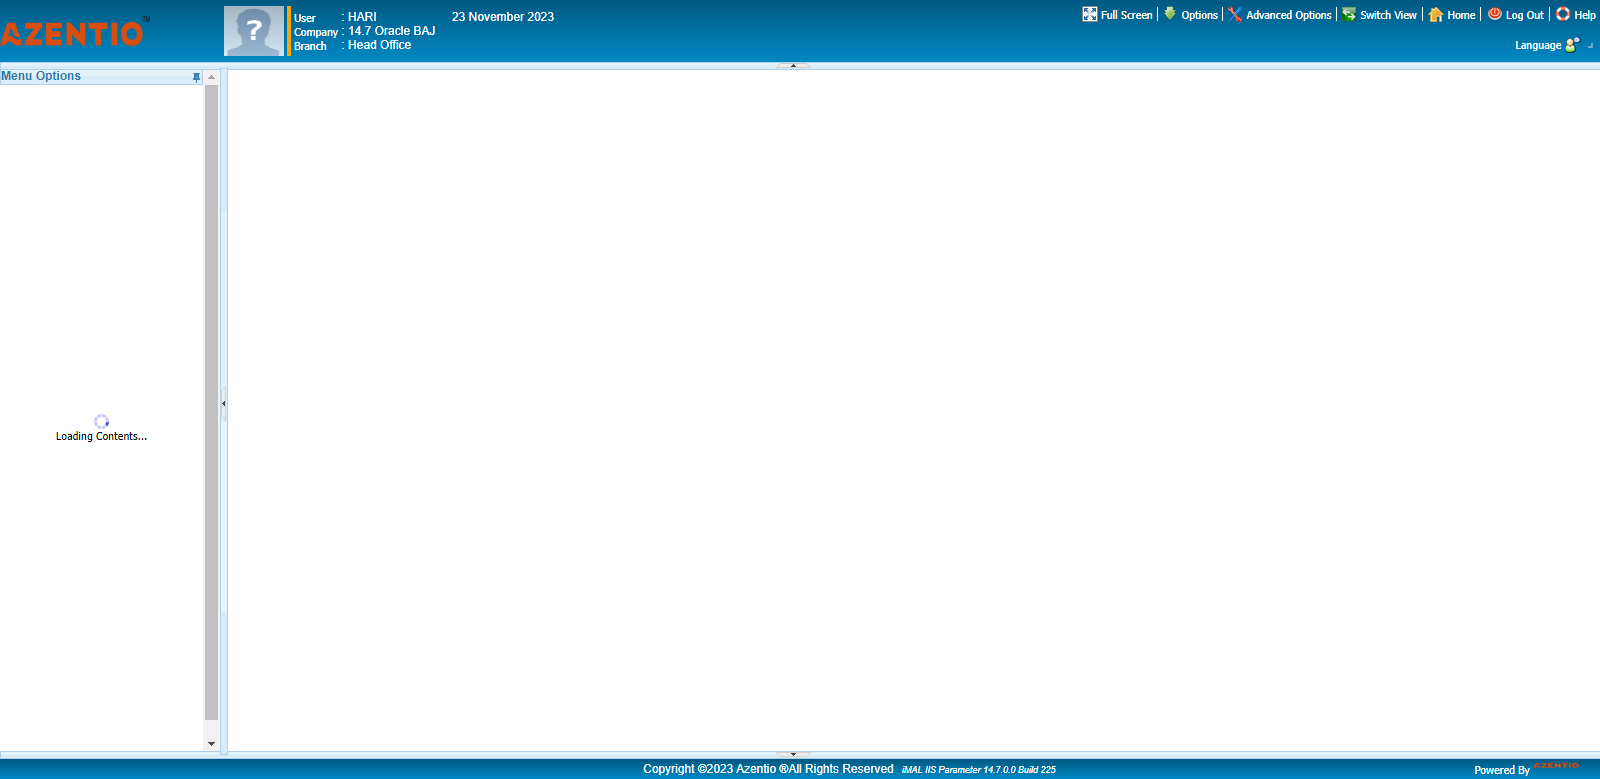 AZENTIO™
User : HARI 23 November 2023
Company : 14.7 Oracle BAJ
Branch : Head Office
Full Screen Options Advanced Options Switch View Home Log Out Help
Language
Menu Options
Loading Contents...
Copyright ©2023 Azentio ®All Rights Reserved iMAL IIS Parameter 14.7.0.0 Build 225
Powered By AZENTIO